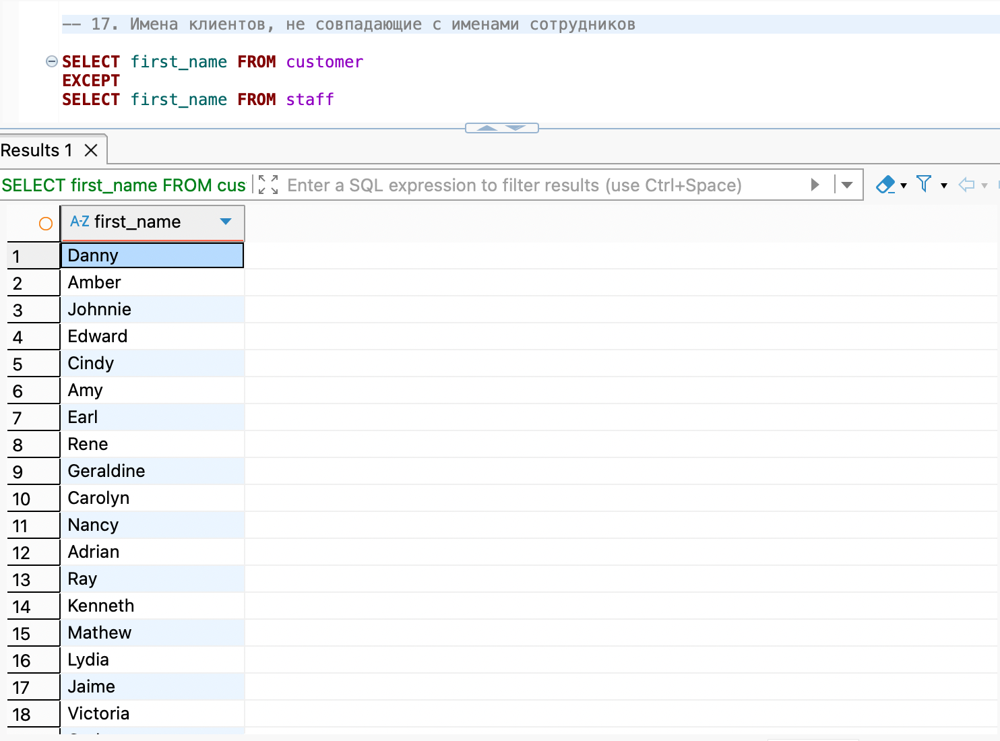 -- 17. Имена клиентов, не совпадающие с именами сотрудников
SELECT first_name FROM customer
EXCEPT
SELECT first_name FROM staff
Results 1
SELECT first_name FROM cus
Enter a SQL expression to filter results (use Ctrl+Space)
A-Z first_name
1 Danny
2 Amber
3 Johnnie
4 Edward
5 Cindy
6 Amy
7 Earl
8 Rene
9 Geraldine
10 Carolyn
11 Nancy
12 Adrian
13 Ray
14 Kenneth
15 Mathew
16 Lydia
17 Jaime
18 Victoria